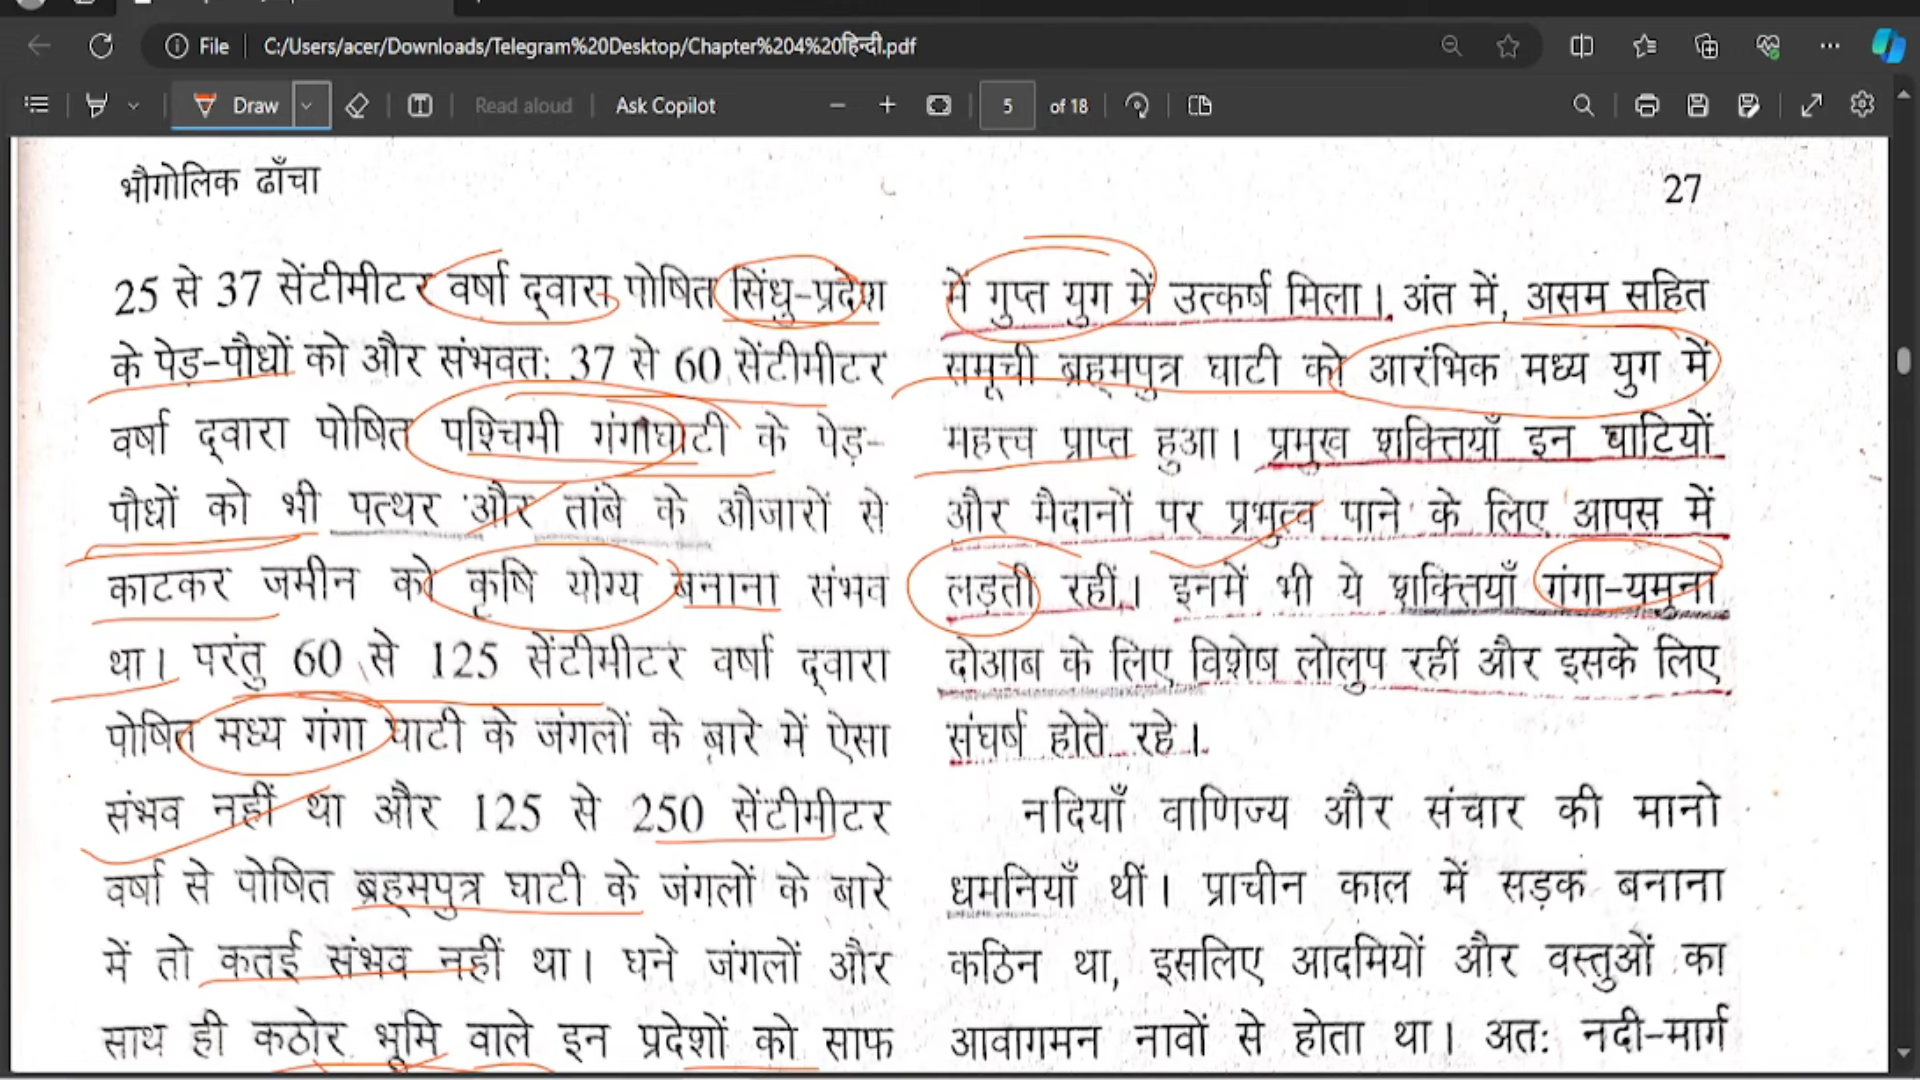 File
C:/Users/acer/Downloads/Telegram%20Desktop/Chapter%204%20हिन्दी.pdf
Draw
Read aloud
Ask Copilot
5 of 18
भौगोलिक ढाँचा
27
25 से 37 सेंटीमीटर वर्षा द्वारा पोषित सिंधु-प्रदेश
के पेड़-पौधों को और संभवतः 37 से 60 सेंटीमीटर
वर्षा द्वारा पोषित पश्चिमी गंगाघाटी के पेड़-
पौधों को भी पत्थर और तांबे के औजारों से
काटकर जमीन को कृषि योग्य बनाना संभव
था। परंतु 60 से 125 सेंटीमीटर वर्षा द्वारा
पोषित मध्य गंगा घाटी के जंगलों के बारे में ऐसा
संभव नहीं था और 125 से 250 सेंटीमीटर
वर्षा से पोषित ब्रह्मपुत्र घाटी के जंगलों के बारे
में तो कतई संभव नहीं था। घने जंगलों और
साथ ही कठोर भूमि वाले इन प्रदेशों को साफ
में गुप्त युग में उत्कर्ष मिला। अंत में, असम सहित
समूची ब्रह्मपुत्र घाटी को आरंभिक मध्य युग में
महत्त्व प्राप्त हुआ। प्रमुख शक्तियाँ इन घाटियों
और मैदानों पर प्रभुत्व पाने के लिए आपस में
लड़ती रहीं। इनमें भी ये शक्तियाँ गंगा-यमुना
दोआब के लिए विशेष लोलुप रहीं और इसके लिए
संघर्ष होते रहे।
नदियाँ वाणिज्य और संचार की मानो
धमनियाँ थीं। प्राचीन काल में सड़क बनाना
कठिन था, इसलिए आदमियों और वस्तुओं का
आवागमन नावों से होता था। अतः नदी-मार्ग